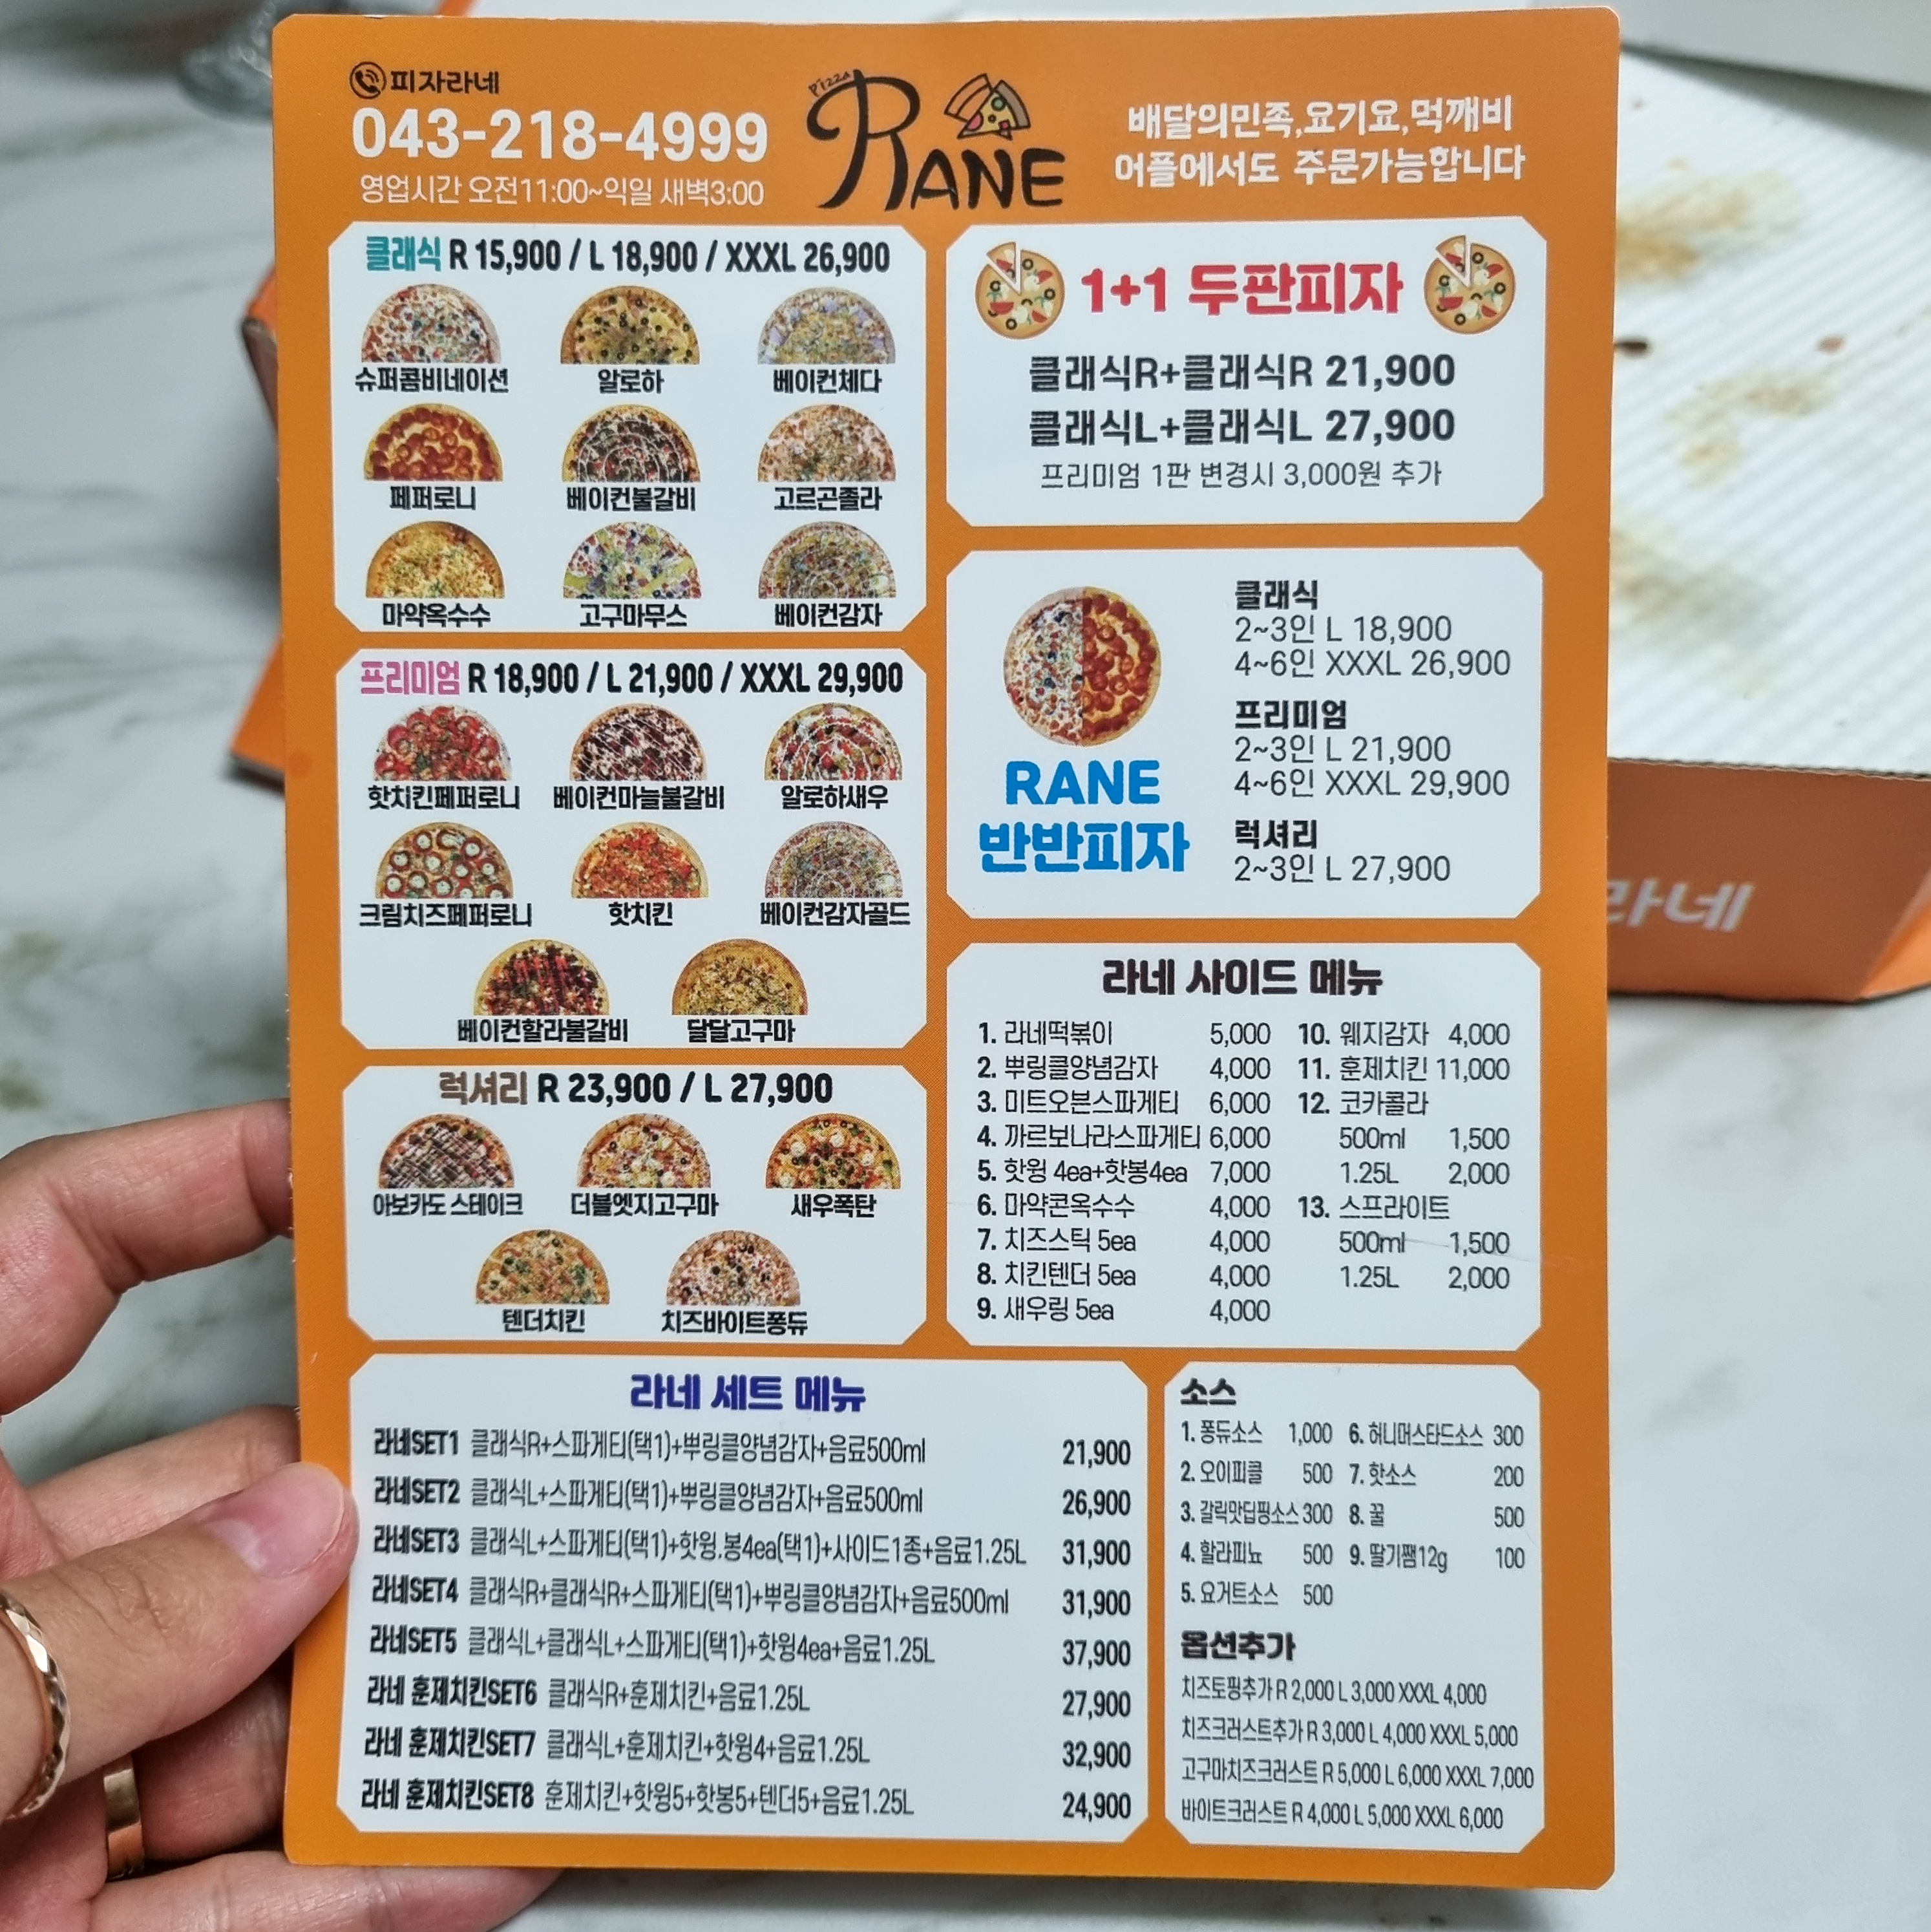 피자라네
043-218-4999
영업시간 오전11:00~익일 새벽3:00
Pizza
RANE
배달의민족,요기요,먹깨비
어플에서도 주문가능합니다
클래식 R 15,900 / L 18,900 / XXXL 26,900
슈퍼콤비네이션 알로하 베이컨체다
페퍼로니 베이컨불갈비 고르곤졸라
마약옥수수 고구마무스 베이컨감자
프리미엄 R 18,900 / L 21,900 / XXXL 29,900
핫치킨페퍼로니 베이컨마늘불갈비 알로하새우
크림치즈페퍼로니 핫치킨 베이컨감자골드
베이컨할라불갈비 달달고구마
럭셔리 R 23,900 / L 27,900
아보카도 스테이크 더블엣지고구마 새우폭탄
텐더치킨 치즈바이트퐁듀
1+1 두판피자
클래식R+클래식R 21,900
클래식L+클래식L 27,900
프리미엄 1판 변경시 3,000원 추가
RANE
반반피자
클래식
2~3인 L 18,900
4~6인 XXXL 26,900
프리미엄
2~3인 L 21,900
4~6인 XXXL 29,900
럭셔리
2~3인 L 27,900
라네 사이드 메뉴
1. 라네떡볶이 5,000
2. 뿌링클양념감자 4,000
3. 미트오븐스파게티 6,000
4. 까르보나라스파게티 6,000
5. 핫윙 4ea+핫봉4ea 7,000
6. 마약콘옥수수 4,000
7. 치즈스틱 5ea 4,000
8. 치킨텐더 5ea 4,000
9. 새우링 5ea 4,000
10. 웨지감자 4,000
11. 훈제치킨 11,000
12. 코카콜라
500ml 1,500
1.25L 2,000
13. 스프라이트
500ml 1,500
1.25L 2,000
라네 세트 메뉴
라네SET1 클래식R+스파게티(택1)+뿌링클양념감자+음료500ml 21,900
라네SET2 클래식L+스파게티(택1)+뿌링클양념감자+음료500ml 26,900
라네SET3 클래식L+스파게티(택1)+핫윙.봉4ea(택1)+사이드1종+음료1.25L 31,900
라네SET4 클래식R+클래식R+스파게티(택1)+뿌링클양념감자+음료500ml 31,900
라네SET5 클래식L+클래식L+스파게티(택1)+핫윙4ea+음료1.25L 37,900
라네 훈제치킨SET6 클래식R+훈제치킨+음료1.25L 27,900
라네 훈제치킨SET7 클래식L+훈제치킨+핫윙4+음료1.25L 32,900
라네 훈제치킨SET8 훈제치킨+핫윙5+핫봉5+텐더5+음료1.25L 24,900
소스
1. 퐁듀소스 1,000
2. 오이피클 500
3. 갈릭맛딥핑소스 300
4. 할라피뇨 500
5. 요거트소스 500
6. 허니머스타드소스 300
7. 핫소스 200
8. 꿀 500
9. 딸기쨈12g 100
옵션추가
치즈토핑추가 R 2,000 L 3,000 XXXL 4,000
치즈크러스트추가 R 3,000 L 4,000 XXXL 5,000
고구마치즈크러스트 R 5,000 L 6,000 XXXL 7,000
바이트크러스트 R 4,000 L 5,000 XXXL 6,000
라네